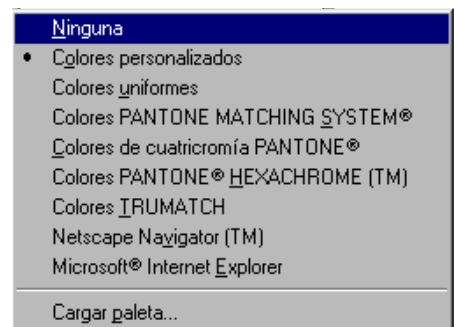 Ninguna
Colores personalizados
Colores uniformes
Colores PANTONE MATCHING SYSTEM®
Colores de cuatricromía PANTONE®
Colores PANTONE® HEXACHROME (TM)
Colores TRUMATCH
Netscape Navigator (TM)
Microsoft® Internet Explorer
Cargar paleta...